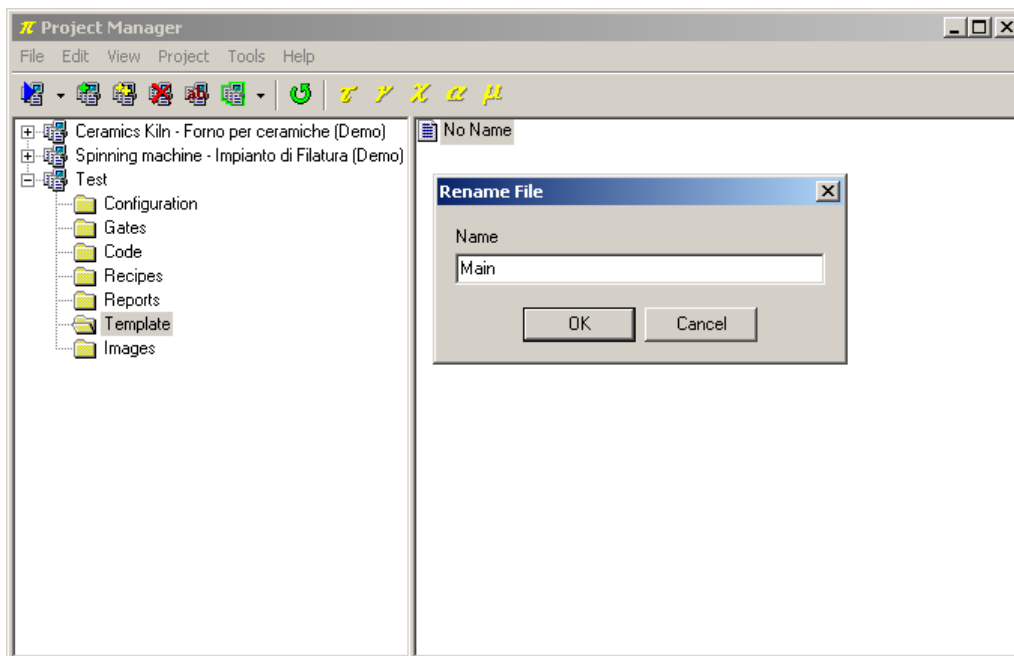 π Project Manager
File Edit View Project Tools Help
τ γ χ α μ
Ceramics Kiln - Forno per ceramiche (Demo)
Spinning machine - Impianto di Filatura (Demo)
Test
Configuration
Gates
Code
Recipes
Reports
Template
Images
No Name
Rename File
Name
Main
OK Cancel